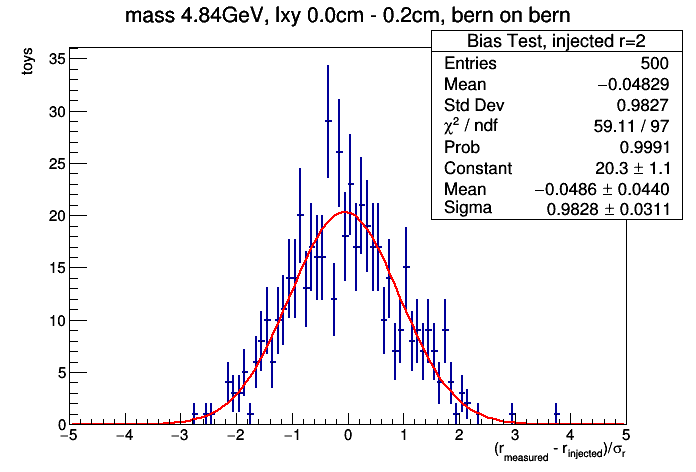 mass 4.84GeV, lxy 0.0cm - 0.2cm, bern on bern
toys
Bias Test, injected r=2
Entries 500
Mean −0.04829
Std Dev 0.9827
χ² / ndf 59.11 / 97
Prob 0.9991
Constant 20.3 ± 1.1
Mean −0.0486 ± 0.0440
Sigma 0.9828 ± 0.0311
35
30
25
20
15
10
5
0
−5 −4 −3 −2 −1 0 1 2 3 4 5
(r_measured - r_injected)/σ_r